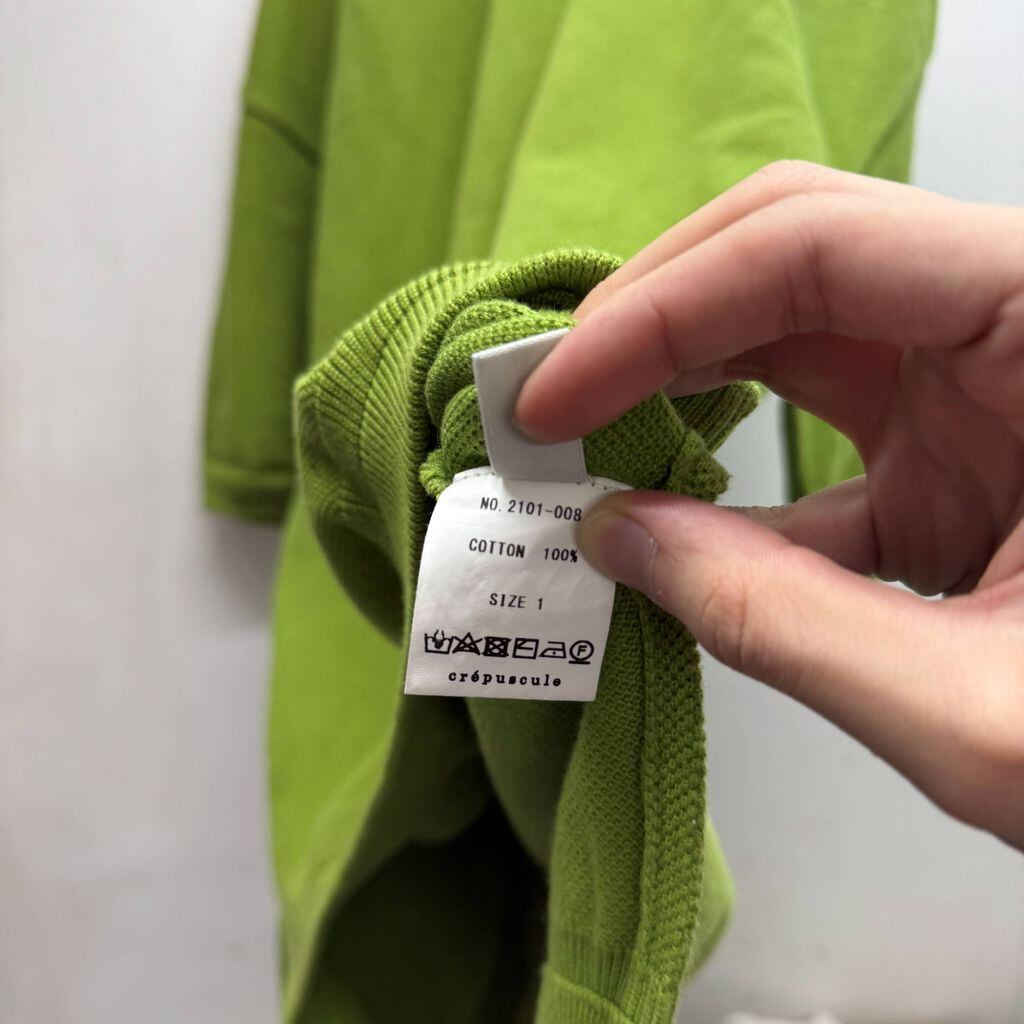 NO. 2101-008
COTTON 100%
SIZE 1
F
crépuscule